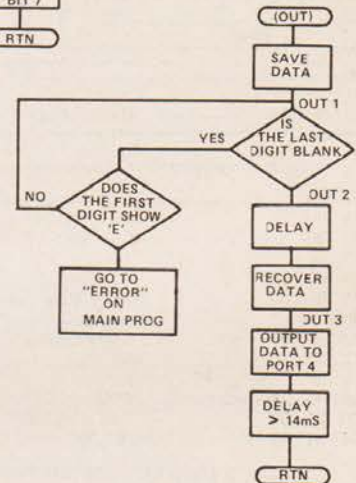 BIT 7
RTN
(OUT)
SAVE
DATA
OUT 1
IS
THE LAST
DIGIT BLANK
YES
OUT 2
DOES
THE FIRST
DIGIT SHOW
'E'
NO
DELAY
GO TO
"ERROR"
ON
MAIN PROG
RECOVER
DATA
OUT 3
OUTPUT
DATA TO
PORT 4
DELAY
> 14mS
RTN